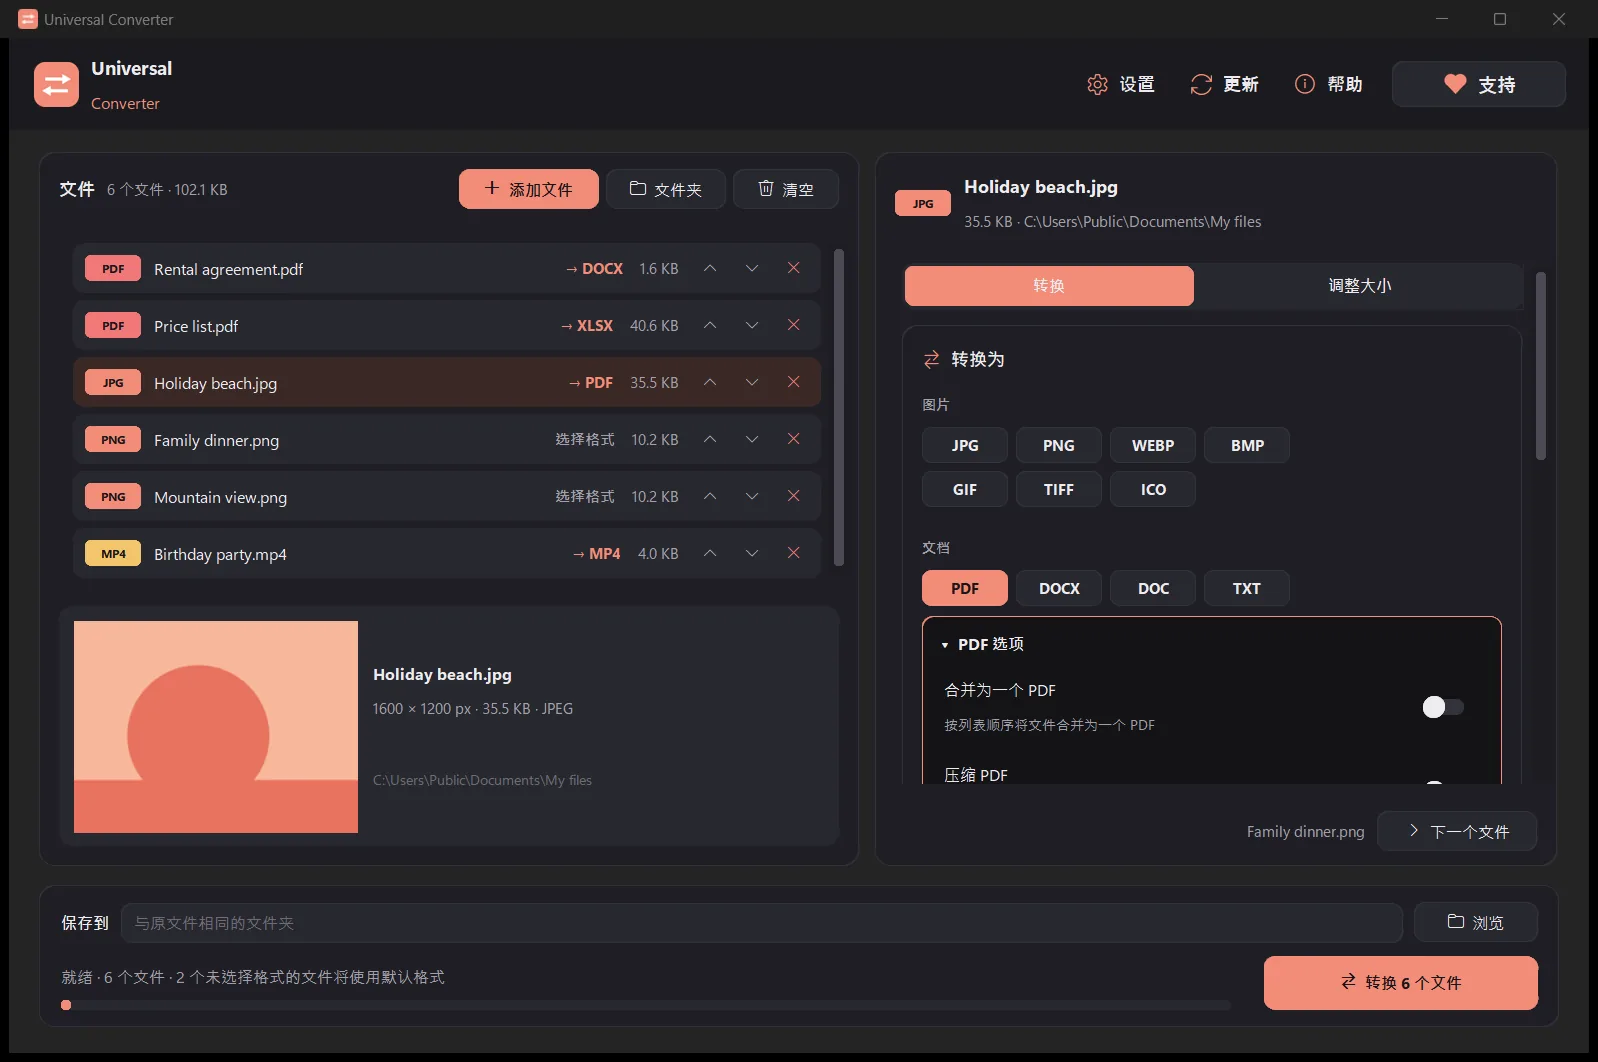 Universal Converter
Universal
Converter
设置
更新
帮助
支持
文件 6 个文件 · 102.1 KB
添加文件
文件夹
清空
PDF Rental agreement.pdf → DOCX 1.6 KB
PDF Price list.pdf → XLSX 40.6 KB
JPG Holiday beach.jpg → PDF 35.5 KB
PNG Family dinner.png 选择格式 10.2 KB
PNG Mountain view.png 选择格式 10.2 KB
MP4 Birthday party.mp4 → MP4 4.0 KB
Holiday beach.jpg
1600 × 1200 px · 35.5 KB · JPEG
C:\Users\Public\Documents\My files
JPG
Holiday beach.jpg
35.5 KB · C:\Users\Public\Documents\My files
转换
调整大小
转换为
图片
JPG PNG WEBP BMP
GIF TIFF ICO
文档
PDF DOCX DOC TXT
PDF 选项
合并为一个 PDF
按列表顺序将文件合并为一个 PDF
压缩 PDF
Family dinner.png
下一个文件
保存到
与原文件相同的文件夹
浏览
就绪 · 6 个文件 · 2 个未选择格式的文件将使用默认格式
转换 6 个文件